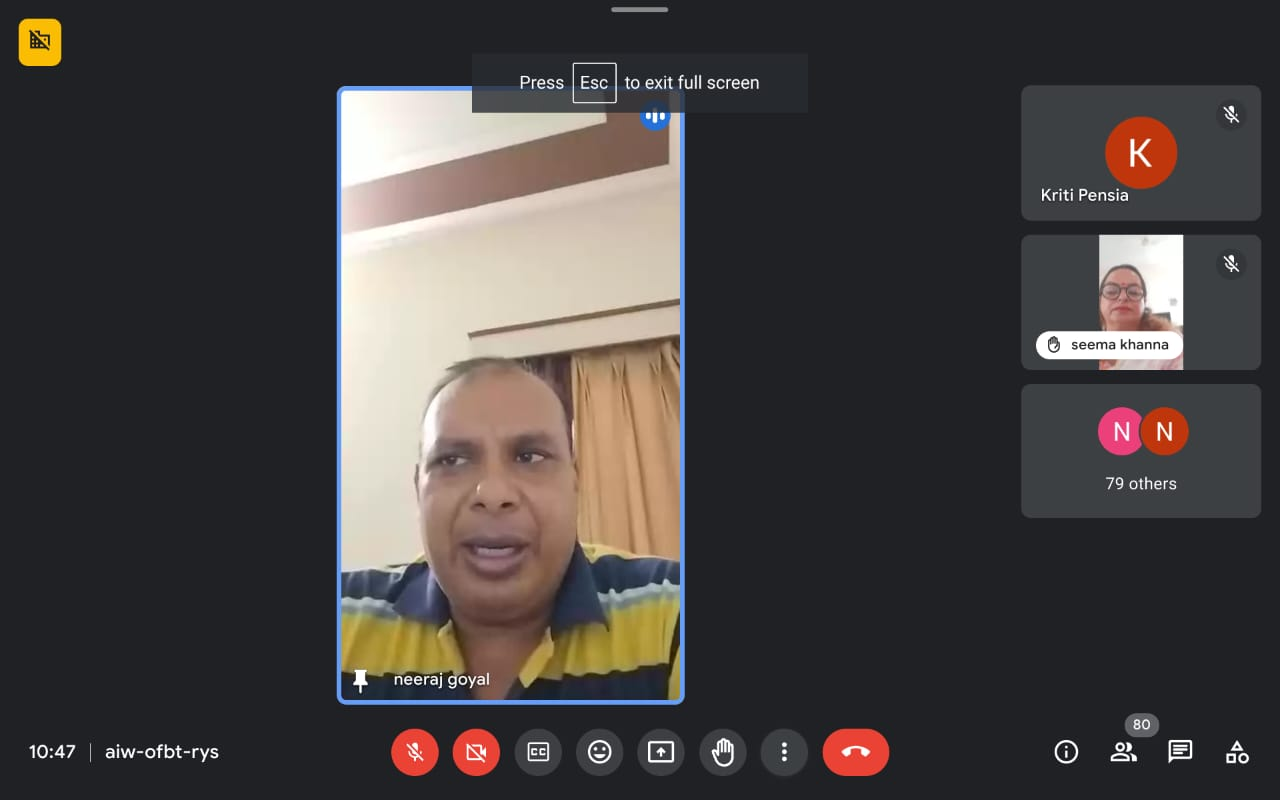 Press Esc to exit full screen
K
Kriti Pensia
seema khanna
N N
79 others
neeraj goyal
10:47 | aiw-ofbt-rys
CC
80